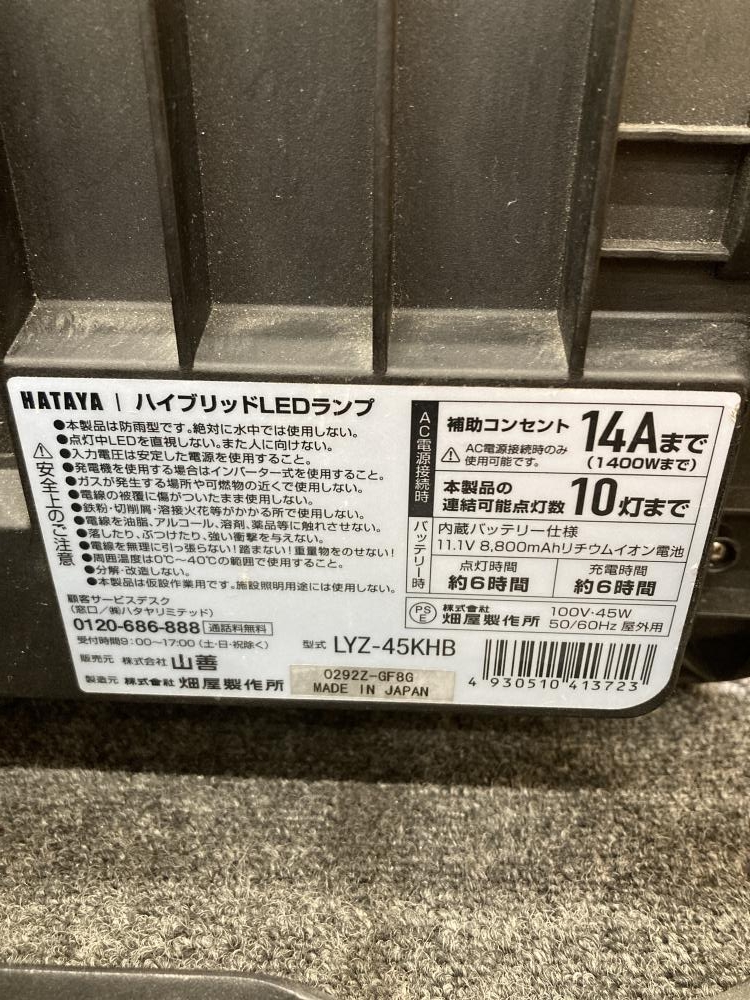 HATAYA | ハイブリッドLEDランプ
⚠安全上のご注意
●本製品は防雨型です。絶対に水中では使用しない。
●点灯中LEDを直視しない。また人に向けない。
●入力電圧は安定した電源を使用すること。
●発電機を使用する場合はインバーター式を使用すること。
●ガスが発生する場所や可燃物の近くで使用しない。
●電線の被覆に傷がついたまま使用しない。
●鉄粉・切削屑・溶接火花等がかかる所で使用しない。
●電線を油脂、アルコール、溶剤、薬品等に触れさせない。
●落したり、ぶつけたり、強い衝撃を与えない。
●電線を無理に引っ張らない!踏まない!重量物をのせない!
●周囲温度は0℃〜40℃の範囲で使用すること。
●分解・改造しない。
●本製品は仮設作業用です。施設照明用途には使用しない。
顧客サービスデスク
(窓口/㈱ハタヤリミテッド)
0120-686-888 通話料無料
受付時間9:00〜17:00(土・日・祝除く)
販売元 株式会社 山善
製造元 株式会社 畑屋製作所
AC電源接続時
補助コンセント 14Aまで
⚠ AC電源接続時のみ使用可能です。 (1400Wまで)
本製品の
連結可能点灯数 10灯まで
バッテリー時
内蔵バッテリー仕様
11.1V 8,800mAhリチウムイオン電池
点灯時間 充電時間
約6時間 約6時間
PSE 株式会社 畑屋製作所 100V・45W
50/60Hz 屋外用
型式 LYZ-45KHB
0292Z-GF8G
MADE IN JAPAN
4 930510 413723